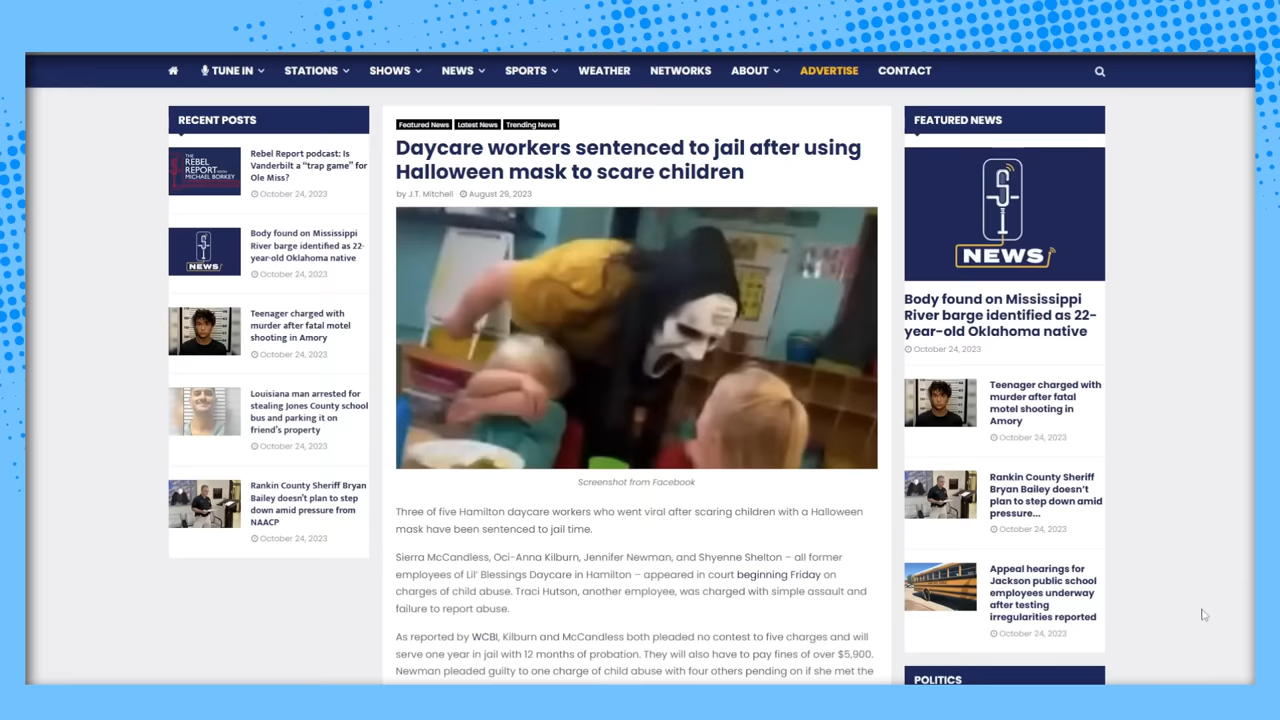 TUNE IN STATIONS SHOWS NEWS SPORTS WEATHER NETWORKS ABOUT ADVERTISE CONTACT
RECENT POSTS
THE
REBEL
REPORT WITH
MICHAEL BORKEY
Rebel Report podcast: Is
Vanderbilt a “trap game” for
Ole Miss?
October 24, 2023
NEWS
Body found on Mississippi
River barge identified as 22-
year-old Oklahoma native
October 24, 2023
Teenager charged with
murder after fatal motel
shooting in Amory
October 24, 2023
Louisiana man arrested for
stealing Jones County school
bus and parking it on
friend’s property
October 24, 2023
Rankin County Sheriff Bryan
Bailey doesn’t plan to step
down amid pressure from
NAACP
October 24, 2023
Featured News Latest News Trending News
Daycare workers sentenced to jail after using
Halloween mask to scare children
by J.T. Mitchell August 29, 2023
Screenshot from Facebook
Three of five Hamilton daycare workers who went viral after scaring children with a Halloween
mask have been sentenced to jail time.
Sierra McCandless, Oci-Anna Kilburn, Jennifer Newman, and Shyenne Shelton – all former
employees of Lil’ Blessings Daycare in Hamilton – appeared in court beginning Friday on
charges of child abuse. Traci Hutson, another employee, was charged with simple assault and
failure to report abuse.
As reported by WCBI, Kilburn and McCandless both pleaded no contest to five charges and will
serve one year in jail with 12 months of probation. They will also have to pay fines of over $5,900.
Newman pleaded guilty to one charge of child abuse with four others pending on if she met the
FEATURED NEWS
NEWS
Body found on Mississippi
River barge identified as 22-
year-old Oklahoma native
October 24, 2023
Teenager charged with
murder after fatal
motel shooting in
Amory
October 24, 2023
Rankin County Sheriff
Bryan Bailey doesn’t
plan to step down amid
pressure...
October 24, 2023
Appeal hearings for
Jackson public school
employees underway
after testing
irregularities reported
October 24, 2023
POLITICS